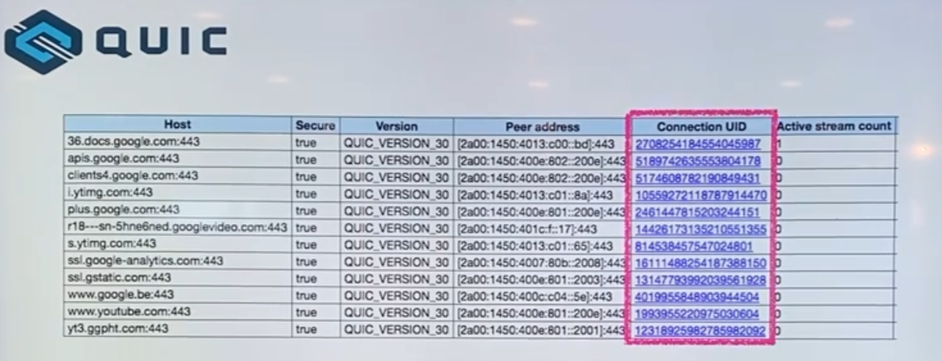 QUIC
Host Secure Version Peer address Connection UID Active stream count
36.docs.google.com:443 true QUIC_VERSION_30 [2a00:1450:4013:c00::bd]:443 2708254184554045987 1
apis.google.com:443 true QUIC_VERSION_30 [2a00:1450:400e:802::200e]:443 5189742635553804178 0
clients4.google.com:443 true QUIC_VERSION_30 [2a00:1450:400e:802::200e]:443 5174608782190849431 0
i.ytimg.com:443 true QUIC_VERSION_30 [2a00:1450:4013:c01::8a]:443 10559272118787914470 0
plus.google.com:443 true QUIC_VERSION_30 [2a00:1450:400e:801::200e]:443 2461447815203244151 0
r18---sn-5hne6ned.googlevideo.com:443 true QUIC_VERSION_30 [2a00:1450:401c:f::17]:443 14426173135210551355 0
s.ytimg.com:443 true QUIC_VERSION_30 [2a00:1450:4013:c01::65]:443 814538457547024801 0
ssl.google-analytics.com:443 true QUIC_VERSION_30 [2a00:1450:4007:80b::2008]:443 16111488254187388150 0
ssl.gstatic.com:443 true QUIC_VERSION_30 [2a00:1450:400e:801::2003]:443 13147793992039561928 0
www.google.be:443 true QUIC_VERSION_30 [2a00:1450:400c:c04::5e]:443 4019955848903944504 0
www.youtube.com:443 true QUIC_VERSION_30 [2a00:1450:400e:801::200e]:443 1993955220975030604 0
yt3.ggpht.com:443 true QUIC_VERSION_30 [2a00:1450:400e:801::2001]:443 12318925982785982092 0